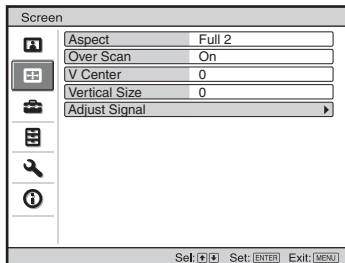 Screen
Aspect Full 2
Over Scan On
V Center 0
Vertical Size 0
Adjust Signal
Sel: Set: ENTER Exit: MENU